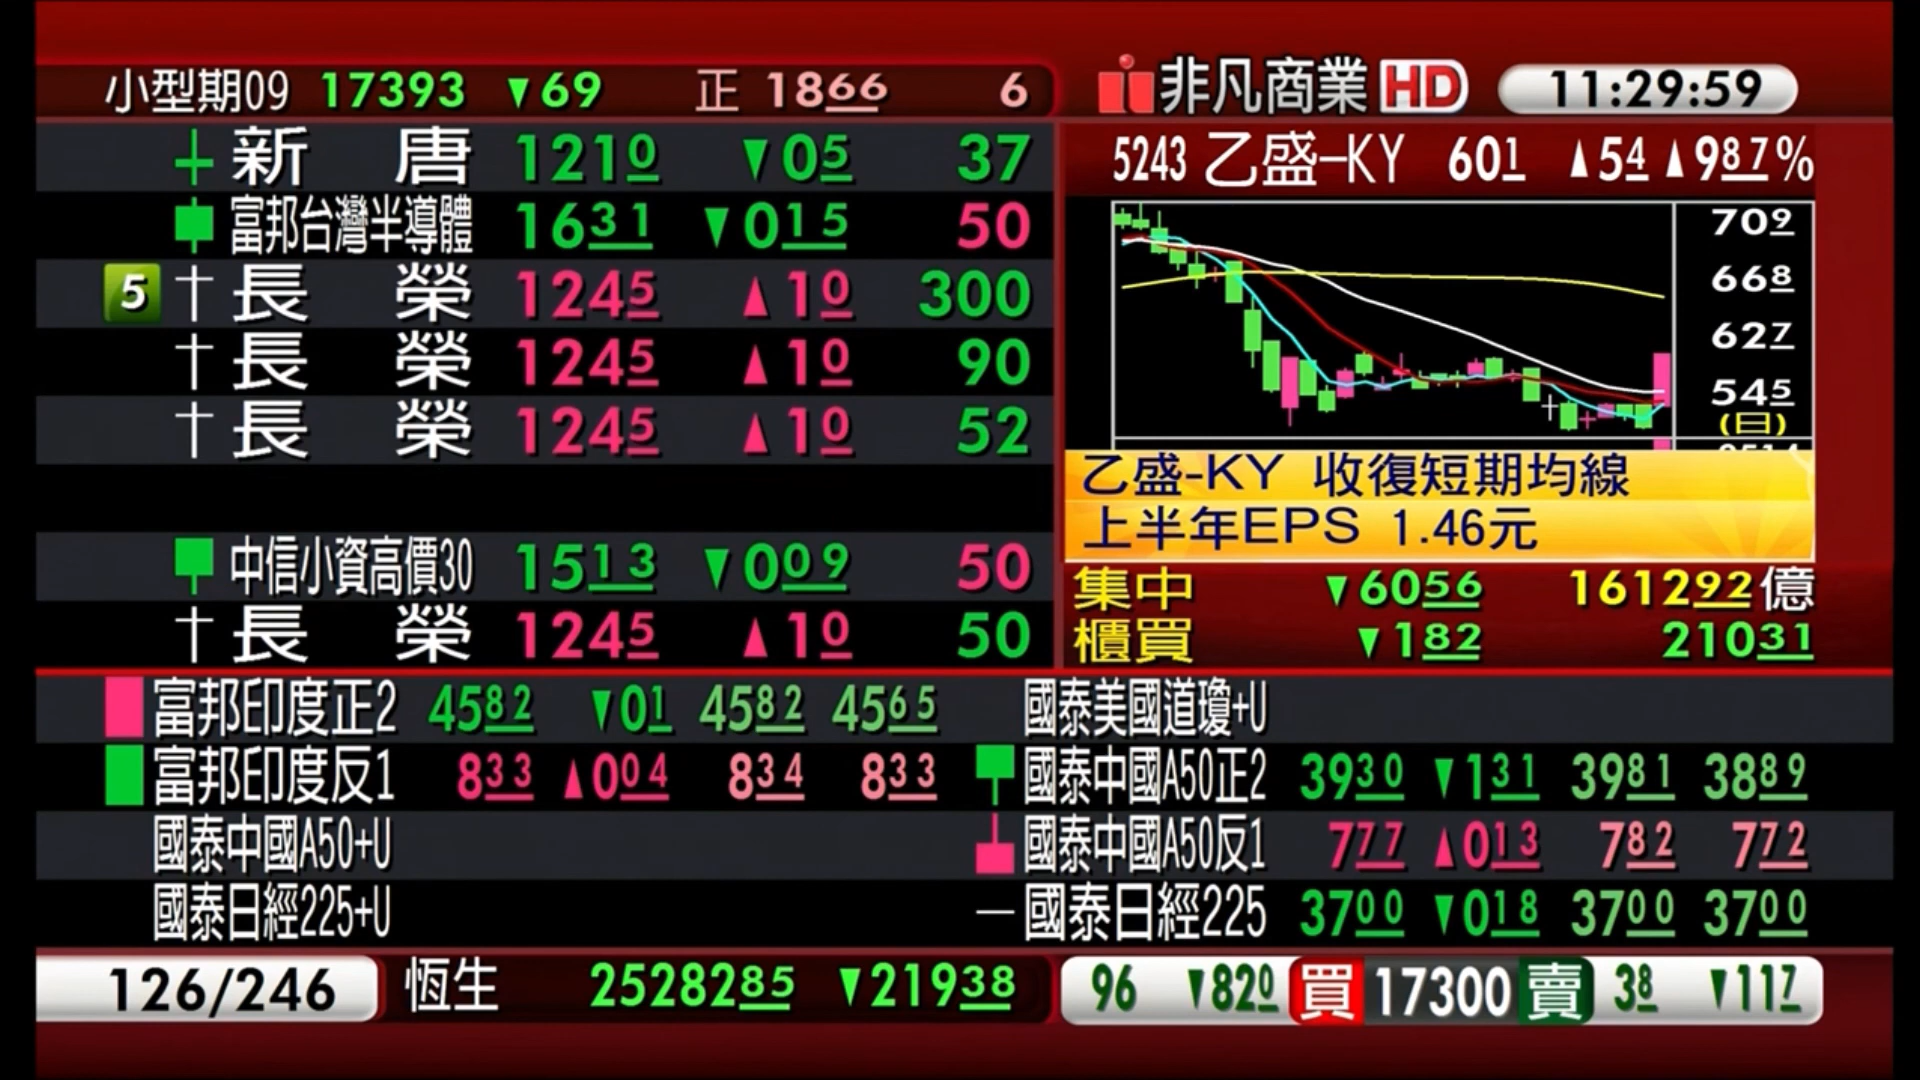 小型期09 17393 ▼69 正 1866 6
非凡商業HD 11:29:59
新唐 1210 ▼05 37
富邦台灣半導體 1631 ▼015 50
5 長榮 1245 ▲10 300
長榮 1245 ▲10 90
長榮 1245 ▲10 52
中信小資高價30 1513 ▼009 50
長榮 1245 ▲10 50
5243 乙盛-KY 601 ▲54 ▲987%
709
668
627
545
(日)
乙盛-KY 收復短期均線
上半年EPS 1.46元
集中 ▼6056 161292億
櫃買 ▼182 21031
富邦印度正2 4582 ▼01 4582 4565 國泰美國道瓊+U
富邦印度反1 833 ▲004 834 833 國泰中國A50正2 3930 ▼131 3981 3889
國泰中國A50+U 國泰中國A50反1 777 ▲013 782 772
國泰日經225+U 國泰日經225 3700 ▼018 3700 3700
126/246 恆生 2528285 ▼21938 96 ▼820 買 17300 賣 38 ▼117